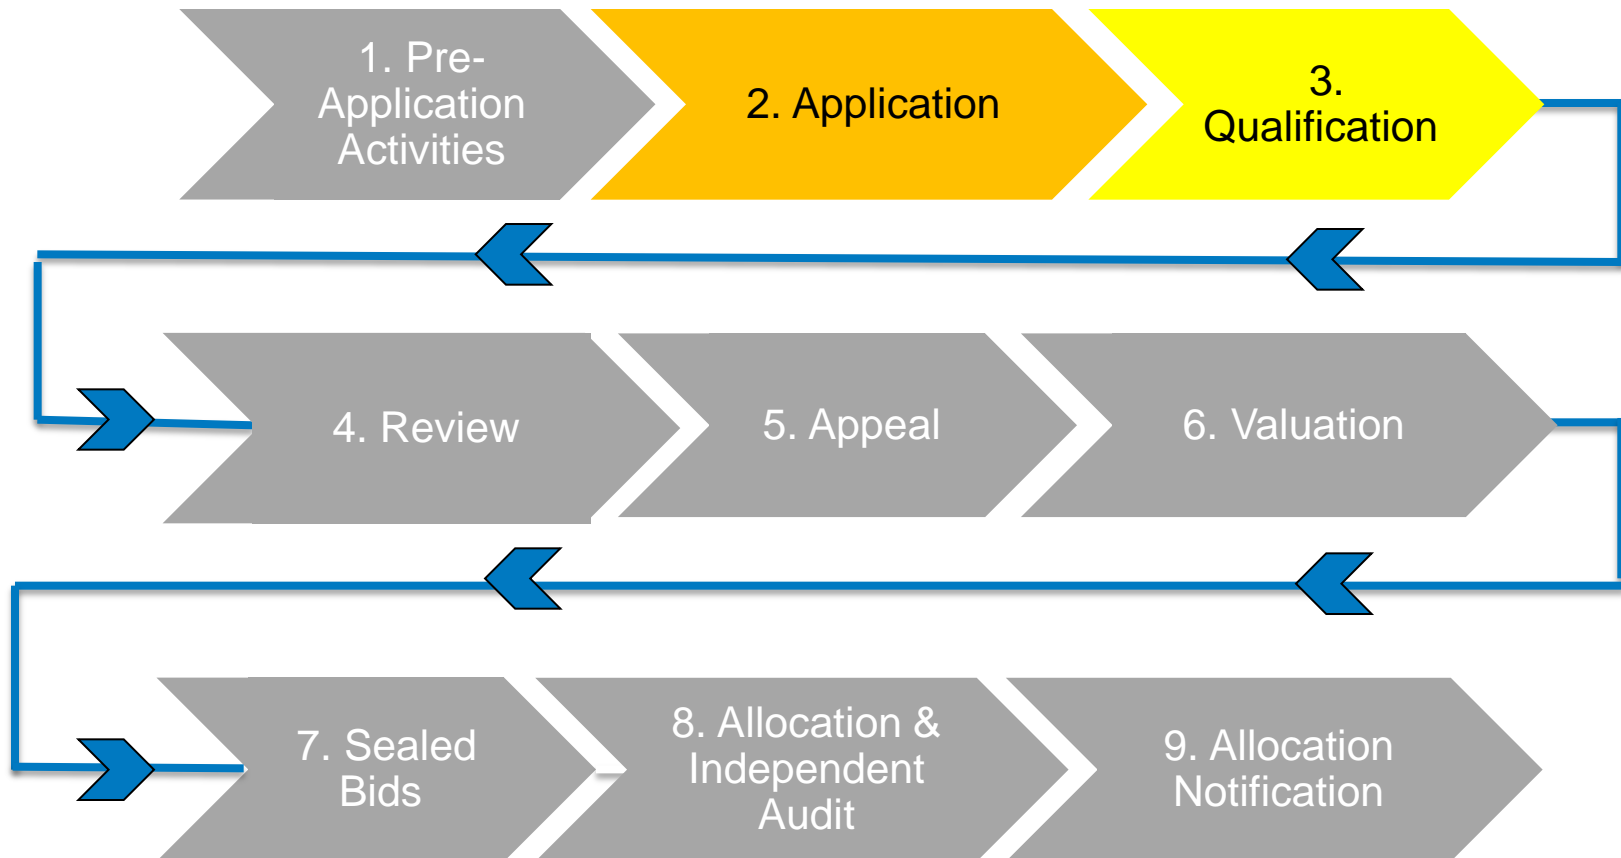 1. Pre-
Application
Activities
2. Application
3.
Qualification
4. Review
5. Appeal
6. Valuation
7. Sealed
Bids
8. Allocation &
Independent
Audit
9. Allocation
Notification